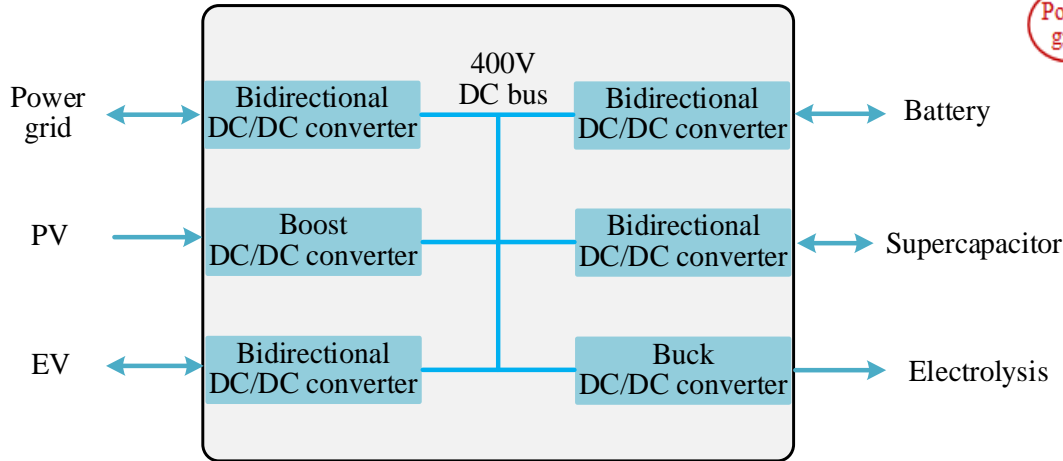 400V
DC bus
Power
grid
Bidirectional
DC/DC converter
Bidirectional
DC/DC converter
Battery
PV
Boost
DC/DC converter
Bidirectional
DC/DC converter
Supercapacitor
EV
Bidirectional
DC/DC converter
Buck
DC/DC converter
Electrolysis